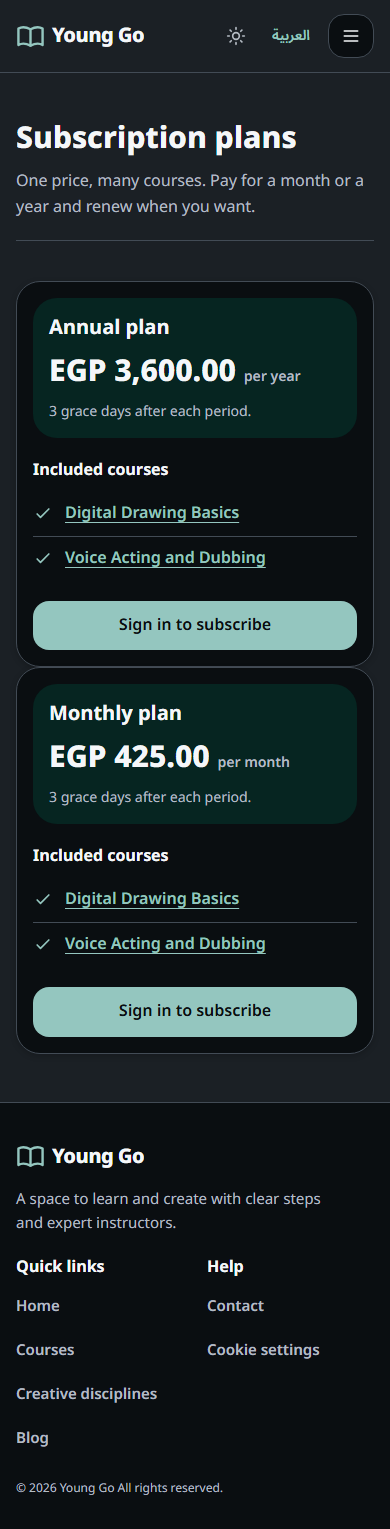 Young Go
العربية
Subscription plans
One price, many courses. Pay for a month or a
year and renew when you want.
Annual plan
EGP 3,600.00 per year
3 grace days after each period.
Included courses
Digital Drawing Basics
Voice Acting and Dubbing
Sign in to subscribe
Monthly plan
EGP 425.00 per month
3 grace days after each period.
Included courses
Digital Drawing Basics
Voice Acting and Dubbing
Sign in to subscribe
Young Go
A space to learn and create with clear steps
and expert instructors.
Quick links
Home
Courses
Creative disciplines
Blog
Help
Contact
Cookie settings
© 2026 Young Go All rights reserved.